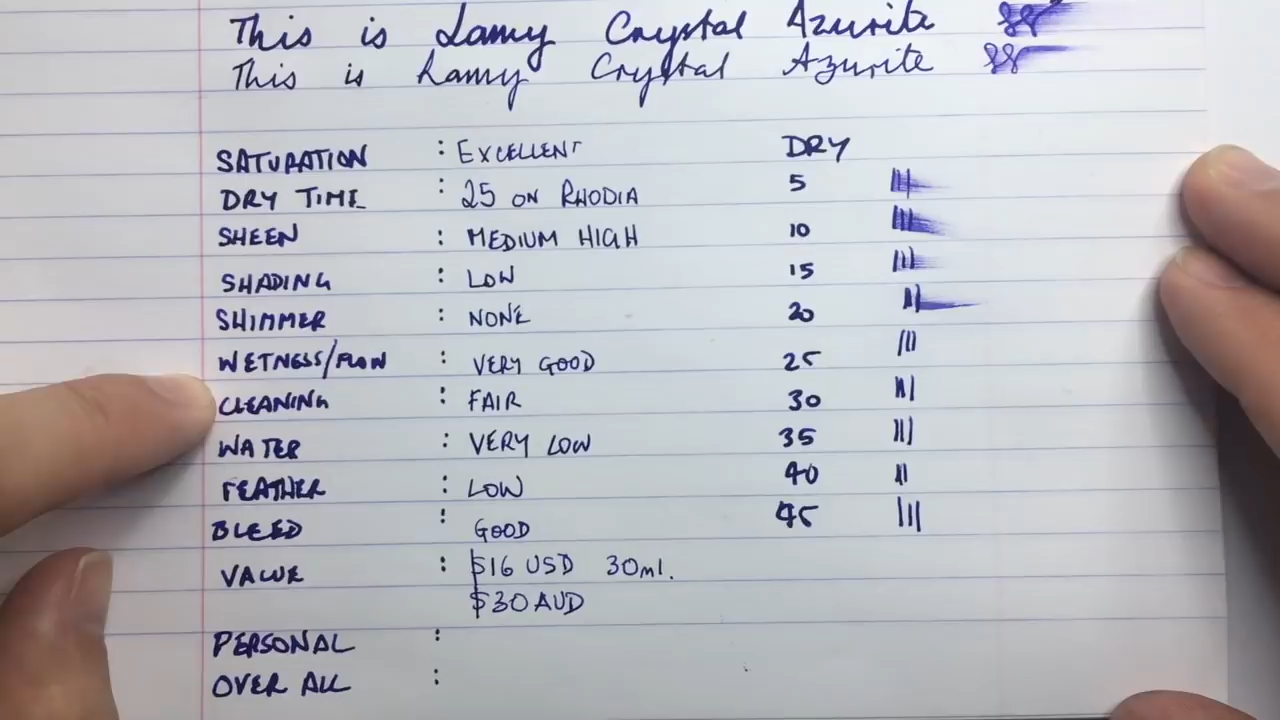 This is Lamy Crystal Azurite
This is Lamy Crystal Azurite
SATURATION : EXCELLENT DRY
DRY TIME : 25 ON RHODIA 5
SHEEN : MEDIUM HIGH 10
SHADING : LOW 15
SHIMMER : NONE 20
WETNESS/FLOW : VERY GOOD 25
CLEANING : FAIR 30
WATER : VERY LOW 35
FEATHER : LOW 40
BLEED : GOOD 45
VALUE : $16 USD 30ml.
$30 AUD
PERSONAL :
OVER ALL :